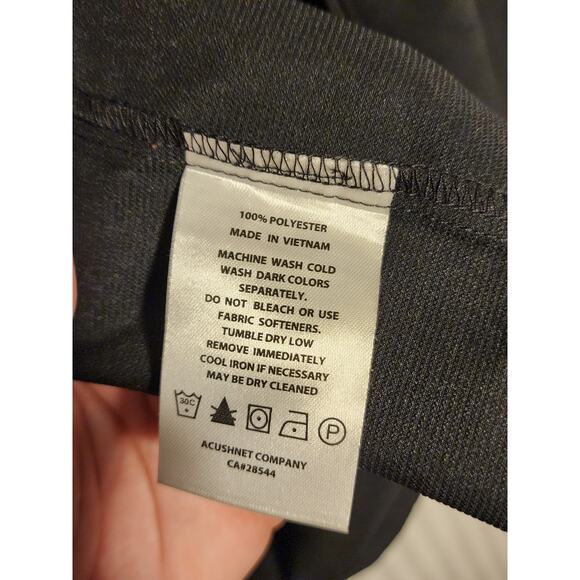 100% POLYESTER
MADE IN VIETNAM
MACHINE WASH COLD
WASH DARK COLORS
SEPARATELY.
DO NOT BLEACH OR USE
FABRIC SOFTENERS.
TUMBLE DRY LOW
REMOVE IMMEDIATELY
COOL IRON IF NECESSARY
MAY BE DRY CLEANED
30C P
ACUSHNET COMPANY
CA#28544